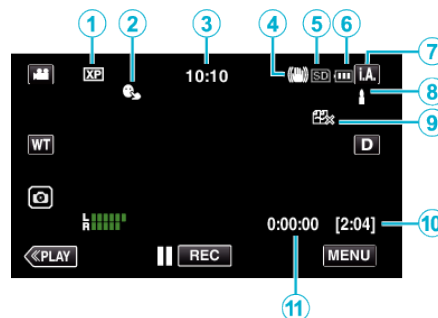 1 2 3 4 5 6 7
XP 10:10 SD i.A.
8
9
WT D
L
R
0:00:00 [2:04] 10
≪PLAY REC MENU
11